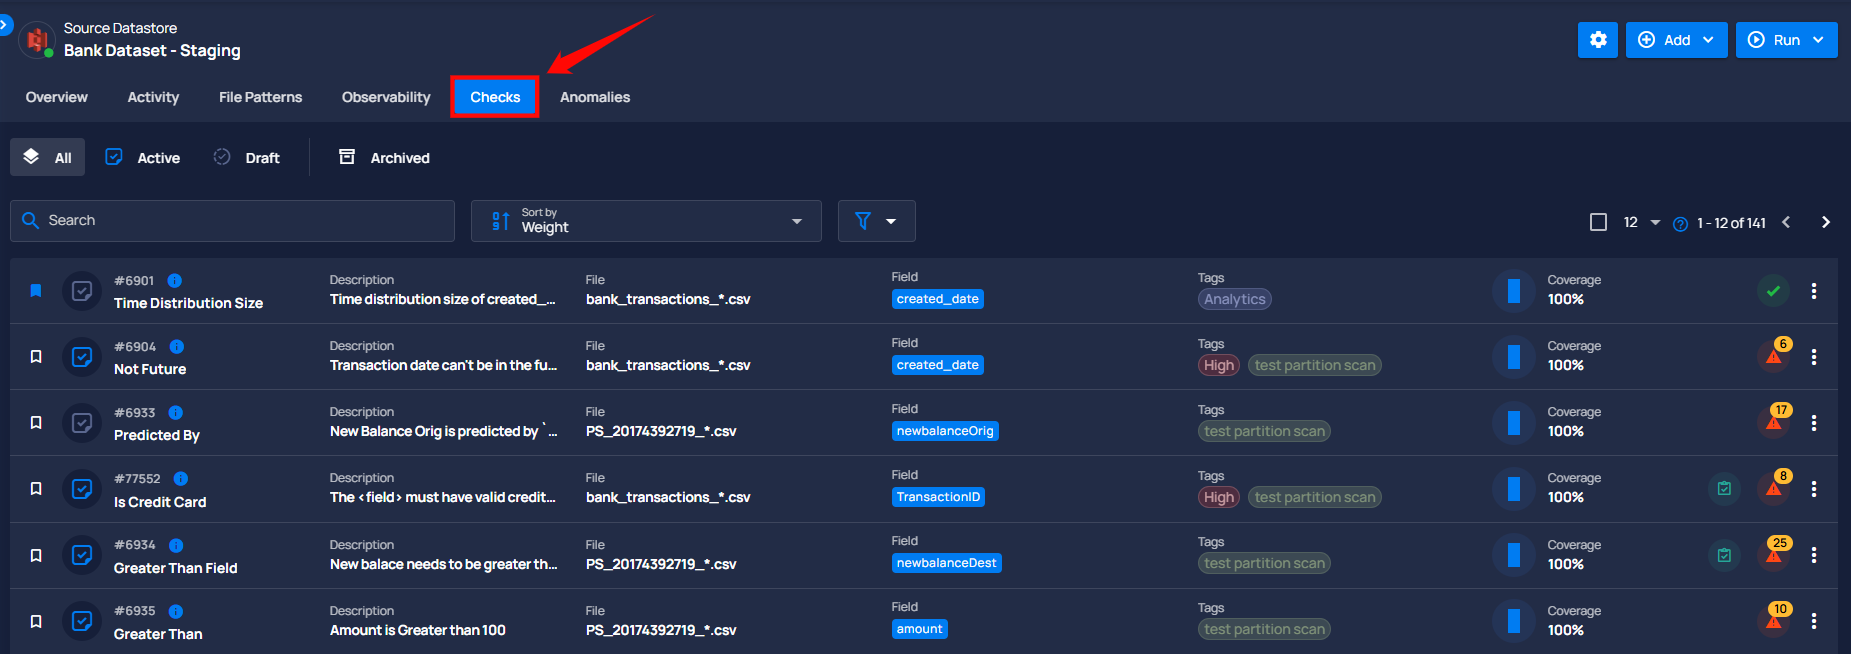 Source Datastore
Bank Dataset - Staging
Add
Run
Overview Activity File Patterns Observability Checks Anomalies
All Active Draft Archived
Search
Sort by
Weight
12 1 - 12 of 141
#6901
Time Distribution Size
Description
Time distribution size of created_...
File
bank_transactions_*.csv
Field
created_date
Tags
Analytics
Coverage
100%
#6904
Not Future
Description
Transaction date can't be in the fu...
File
bank_transactions_*.csv
Field
created_date
Tags
High test partition scan
Coverage
100%
6
#6933
Predicted By
Description
New Balance Orig is predicted by `...
File
PS_20174392719_*.csv
Field
newbalanceOrig
Tags
test partition scan
Coverage
100%
17
#77552
Is Credit Card
Description
The <field> must have valid credit...
File
bank_transactions_*.csv
Field
TransactionID
Tags
High test partition scan
Coverage
100%
8
#6934
Greater Than Field
Description
New balace needs to be greater th...
File
PS_20174392719_*.csv
Field
newbalanceDest
Tags
test partition scan
Coverage
100%
25
#6935
Greater Than
Description
Amount is Greater than 100
File
PS_20174392719_*.csv
Field
amount
Tags
test partition scan
Coverage
100%
10